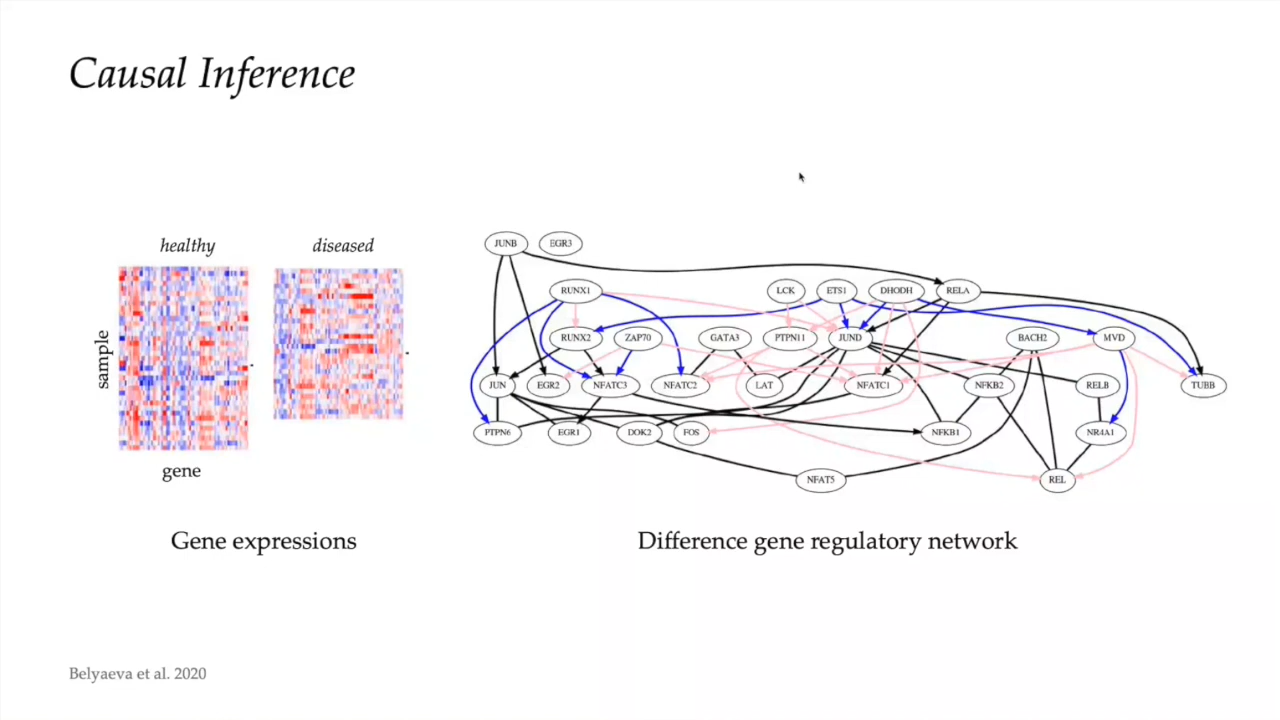 Causal Inference
healthy
diseased
sample
gene
Gene expressions
JUNB
EGR3
RUNX1
LCK
ETS1
DHODH
RELA
RUNX2
ZAP70
GATA3
PTPN11
JUND
BACH2
MVD
JUN
EGR2
NFATC3
NFATC2
LAT
NFATC1
NFKB2
RELB
TUBB
PTPN6
EGR1
DOK2
FOS
NFKB1
NR4A1
NFAT5
REL
Difference gene regulatory network
Belyaeva et al. 2020